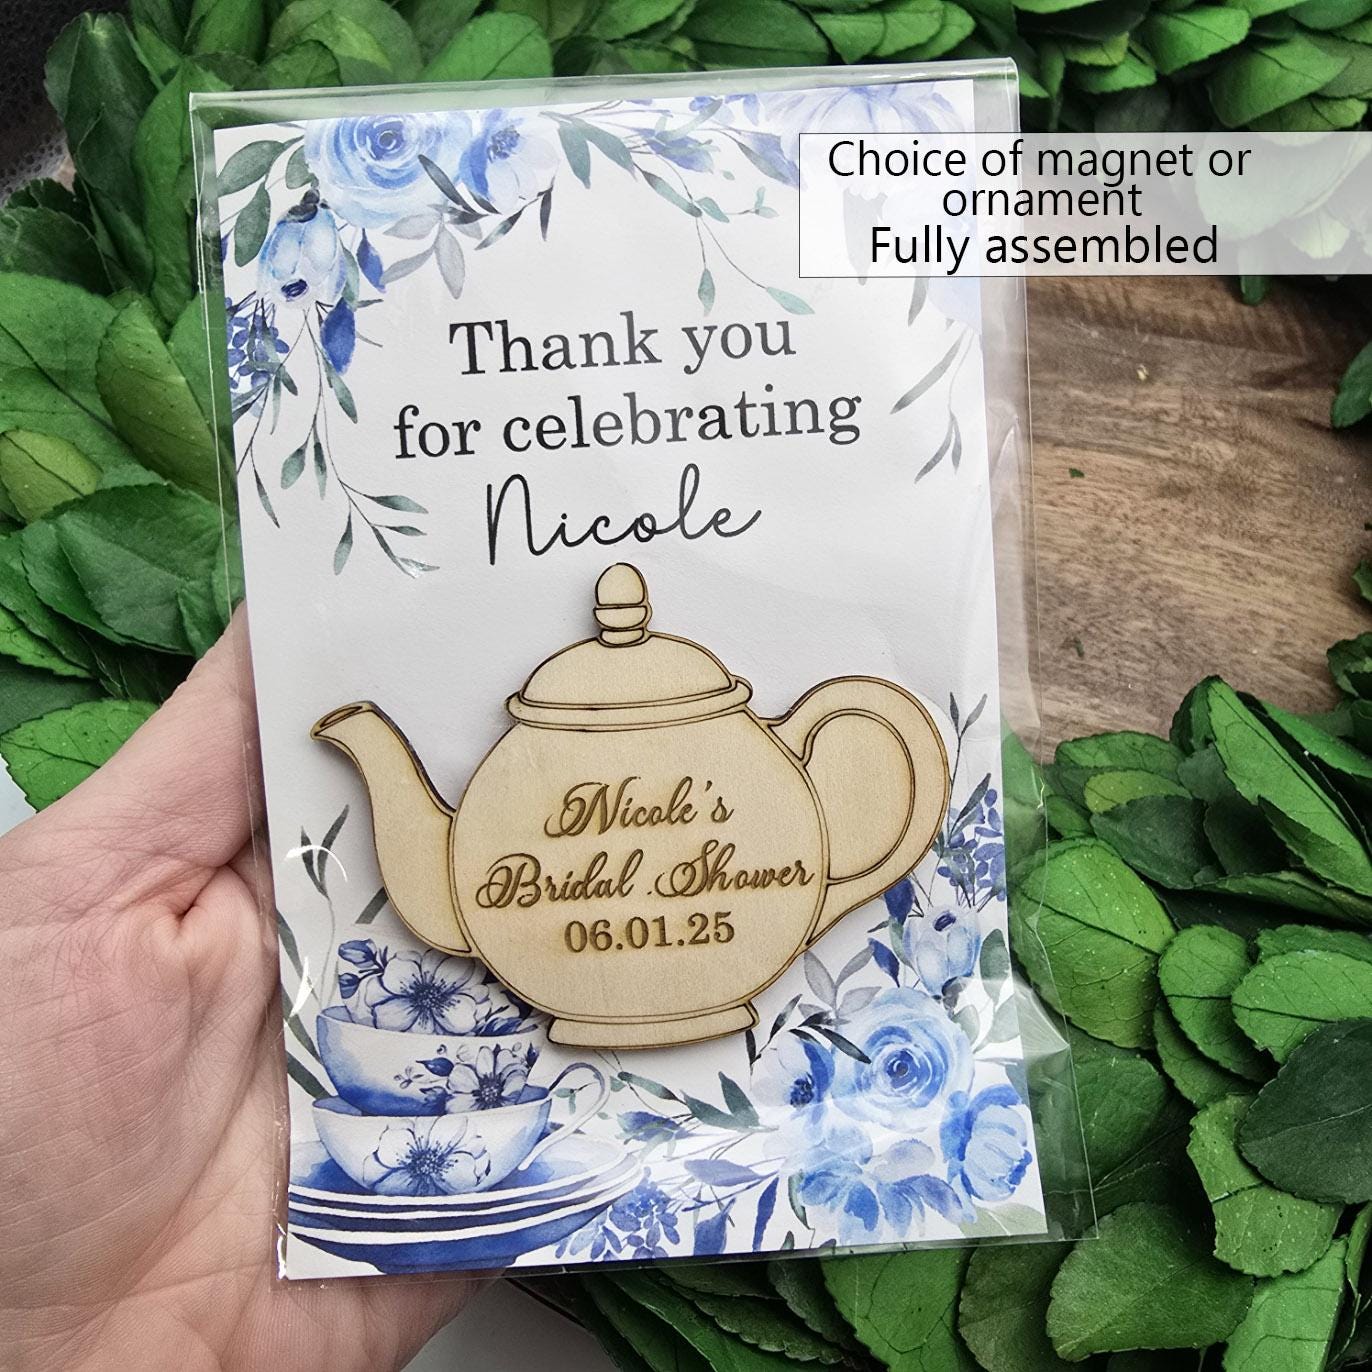 Choice of magnet or
ornament
Fully assembled
Thank you
for celebrating
Nicole
Nicole's
Bridal Shower
06.01.25